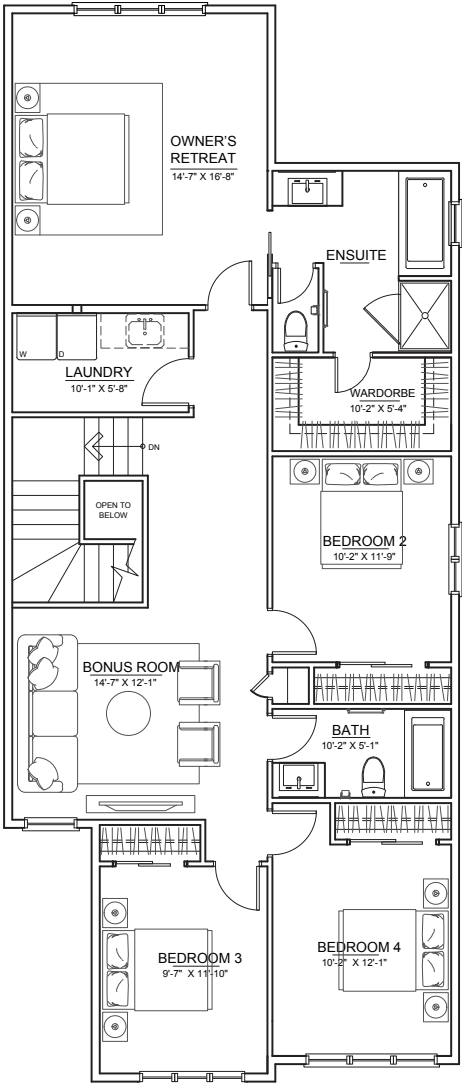 OWNER'S
RETREAT
14'-7" X 16'-8"
ENSUITE
W
D
LAUNDRY
10'-1" X 5'-8"
WARDORBE
10'-2" X 5'-4"
DN
OPEN TO
BELOW
BEDROOM 2
10'-2" X 11'-9"
BONUS ROOM
14'-7" X 12'-1"
BATH
10'-2" X 5'-1"
BEDROOM 3
9'-7" X 11'-10"
BEDROOM 4
10'-2" X 12'-1"